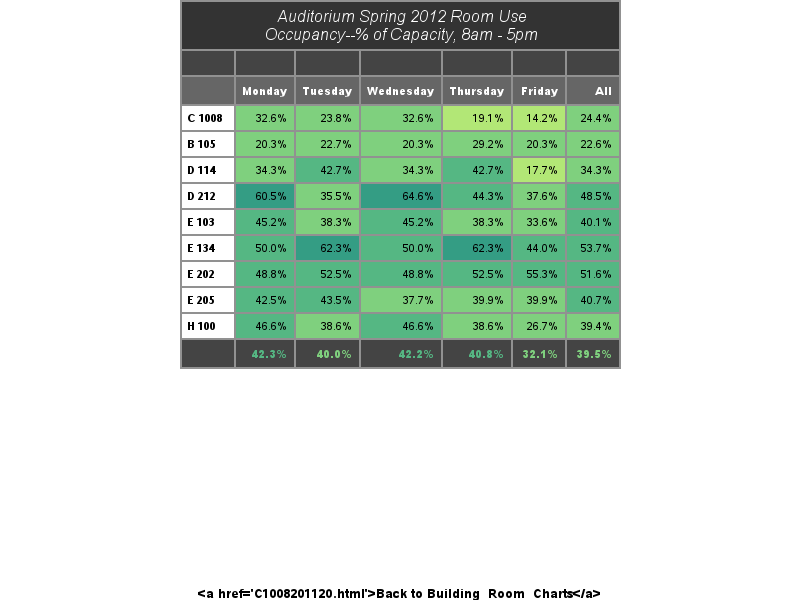 Auditorium Spring 2012 Room Use
Occupancy--% of Capacity, 8am - 5pm
Monday Tuesday Wednesday Thursday Friday All
C 1008 32.6% 23.8% 32.6% 19.1% 14.2% 24.4%
B 105 20.3% 22.7% 20.3% 29.2% 20.3% 22.6%
D 114 34.3% 42.7% 34.3% 42.7% 17.7% 34.3%
D 212 60.5% 35.5% 64.6% 44.3% 37.6% 48.5%
E 103 45.2% 38.3% 45.2% 38.3% 33.6% 40.1%
E 134 50.0% 62.3% 50.0% 62.3% 44.0% 53.7%
E 202 48.8% 52.5% 48.8% 52.5% 55.3% 51.6%
E 205 42.5% 43.5% 37.7% 39.9% 39.9% 40.7%
H 100 46.6% 38.6% 46.6% 38.6% 26.7% 39.4%
42.3% 40.0% 42.2% 40.8% 32.1% 39.5%
<a href='C1008201120.html'>Back to Building_Room_Charts</a>